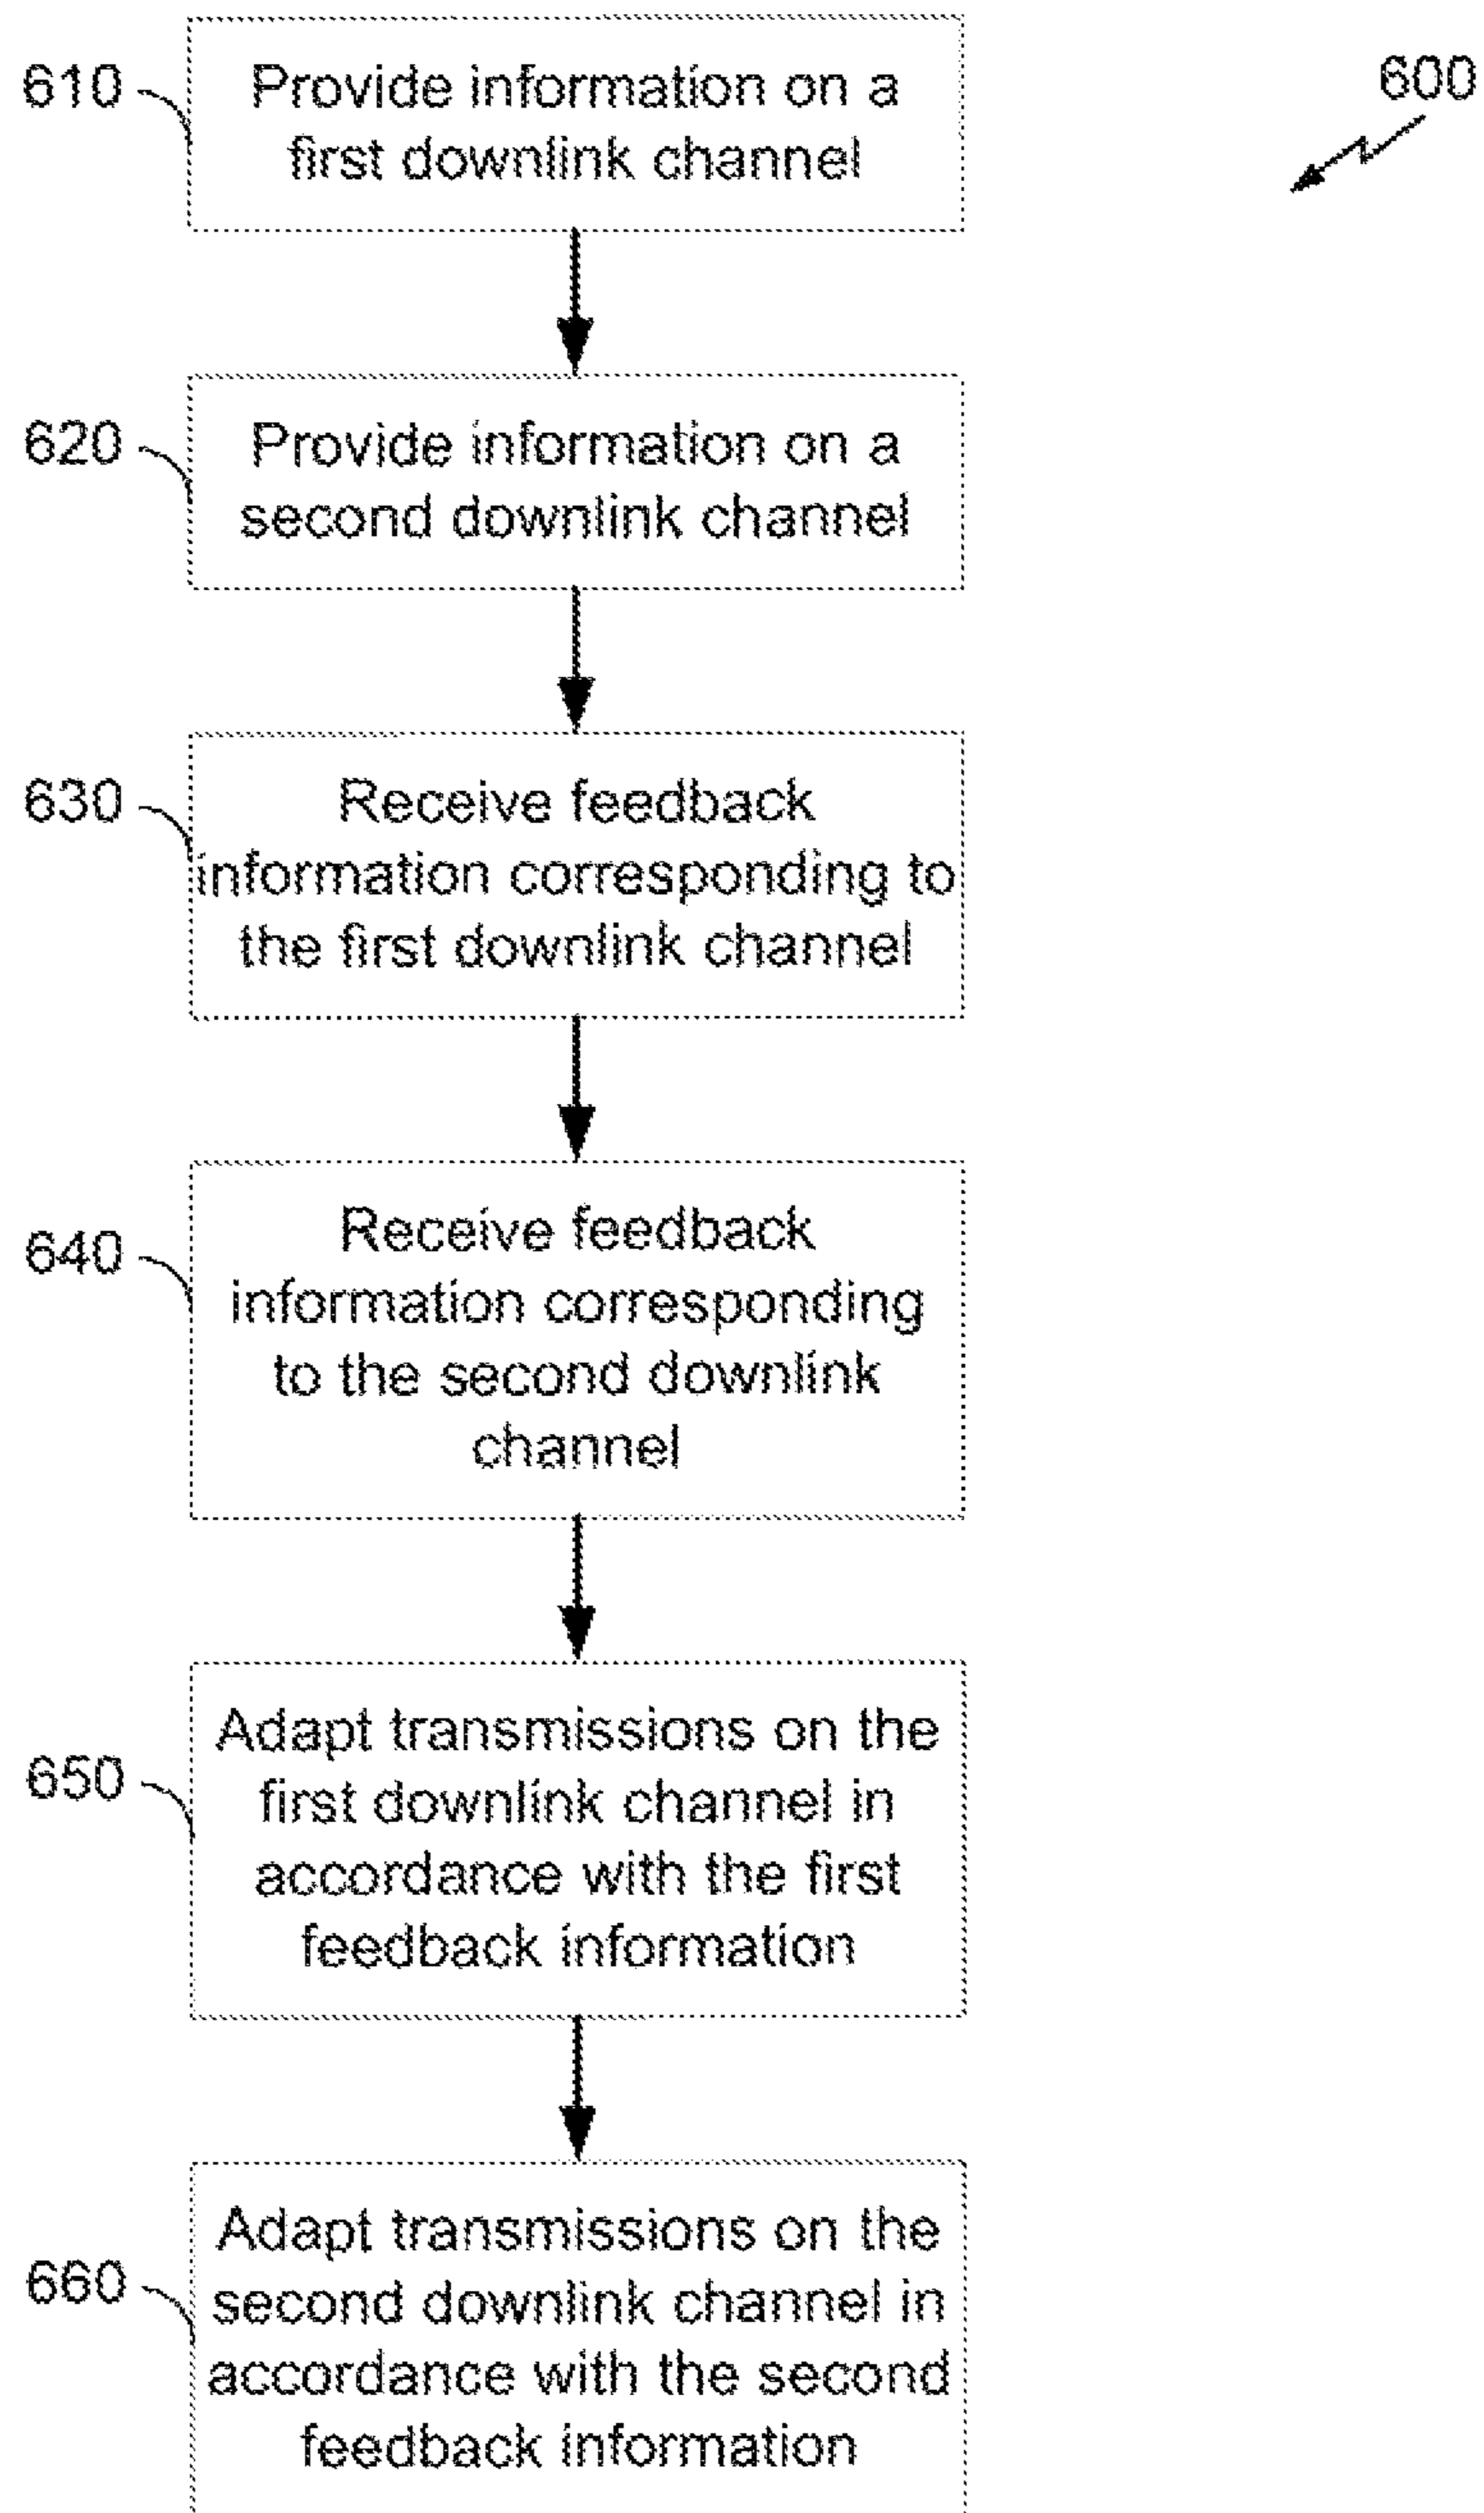 600
610
Provide information on a
first downlink channel
620
Provide information on a
second downlink channel
630
Receive feedback
information corresponding to
the first downlink channel
640
Receive feedback
information corresponding
to the second downlink
channel
650
Adapt transmissions on the
first downlink channel in
accordance with the first
feedback information
660
Adapt transmissions on the
second downlink channel in
accordance with the second
feedback information